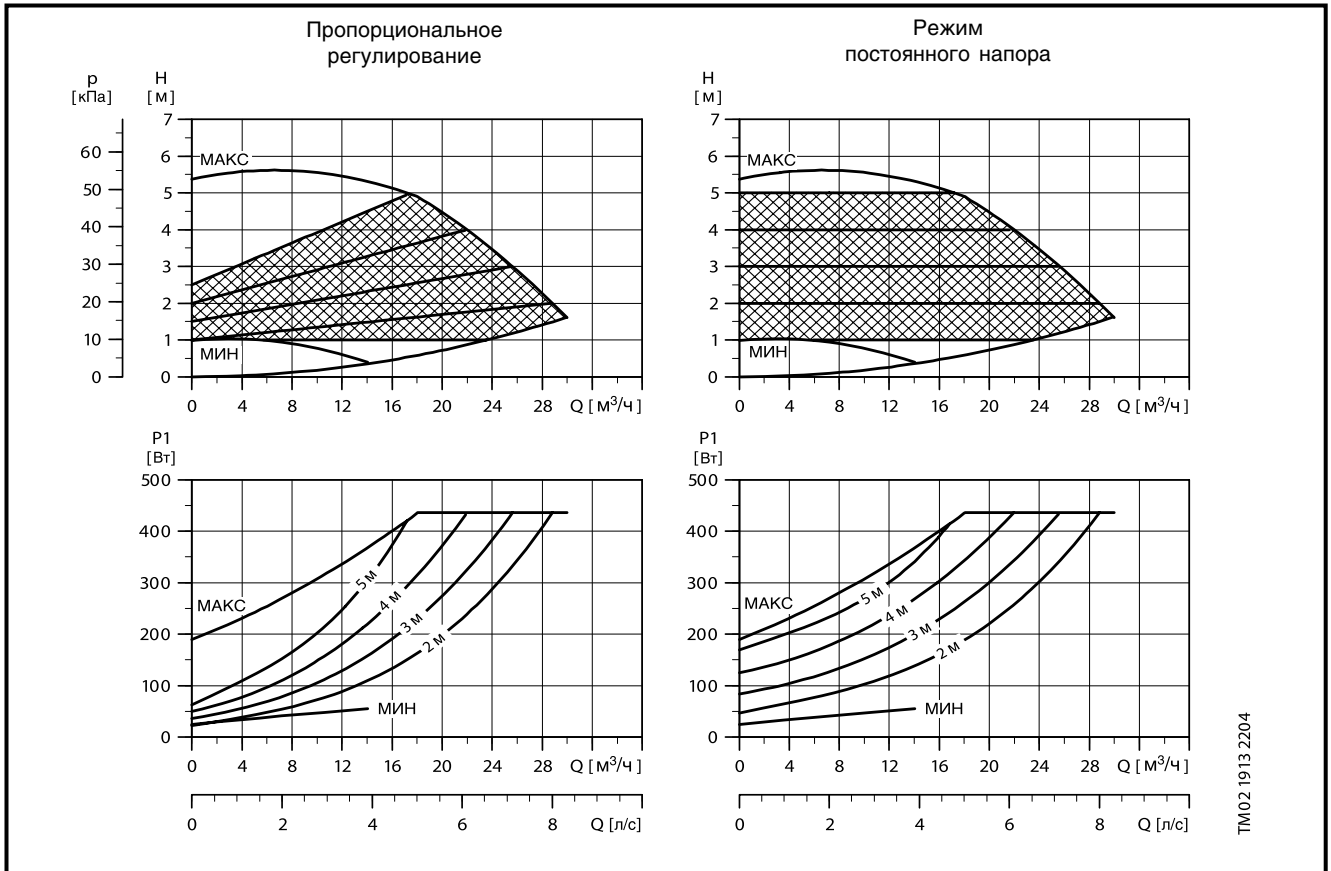 Пропорциональное
регулирование
Режим
постоянного напора
p
[кПа]
H
[м]
H
[м]
7
6
5
4
3
2
1
0
60
50
40
30
20
10
0
МАКС
МИН
0 4 8 12 16 20 24 28 Q [м³/ч]
7
6
5
4
3
2
1
0
МАКС
МИН
0 4 8 12 16 20 24 28 Q [м³/ч]
P1
[Вт]
500
400
300
200
100
0
МАКС
5 м
4 м
3 м
2 м
МИН
0 4 8 12 16 20 24 28 Q [м³/ч]
0 2 4 6 8 Q [л/с]
P1
[Вт]
500
400
300
200
100
0
МАКС
5 м
4 м
3 м
2 м
МИН
0 4 8 12 16 20 24 28 Q [м³/ч]
0 2 4 6 8 Q [л/с]
TM02 1913 2204